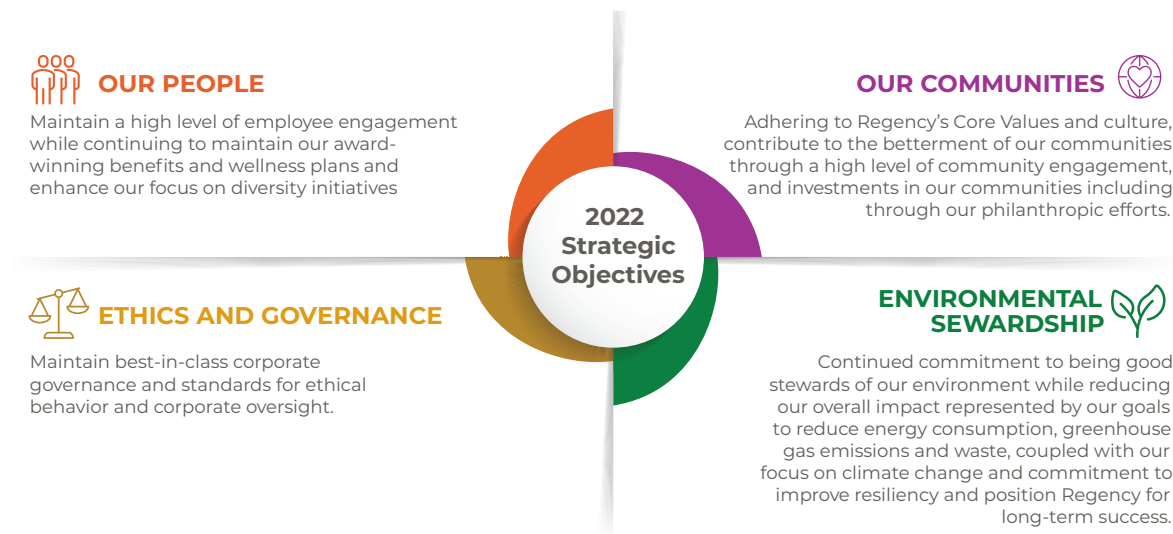 OUR PEOPLE
Maintain a high level of employee engagement
while continuing to maintain our award-
winning benefits and wellness plans and
enhance our focus on diversity initiatives
OUR COMMUNITIES
Adhering to Regency's Core Values and culture,
contribute to the betterment of our communities
through a high level of community engagement,
and investments in our communities including
through our philanthropic efforts.
2022
Strategic
Objectives
ETHICS AND GOVERNANCE
Maintain best-in-class corporate
governance and standards for ethical
behavior and corporate oversight.
ENVIRONMENTAL
SEWARDSHIP
Continued commitment to being good
stewards of our environment while reducing
our overall impact represented by our goals
to reduce energy consumption, greenhouse
gas emissions and waste, coupled with our
focus on climate change and commitment to
improve resiliency and position Regency for
long-term success.